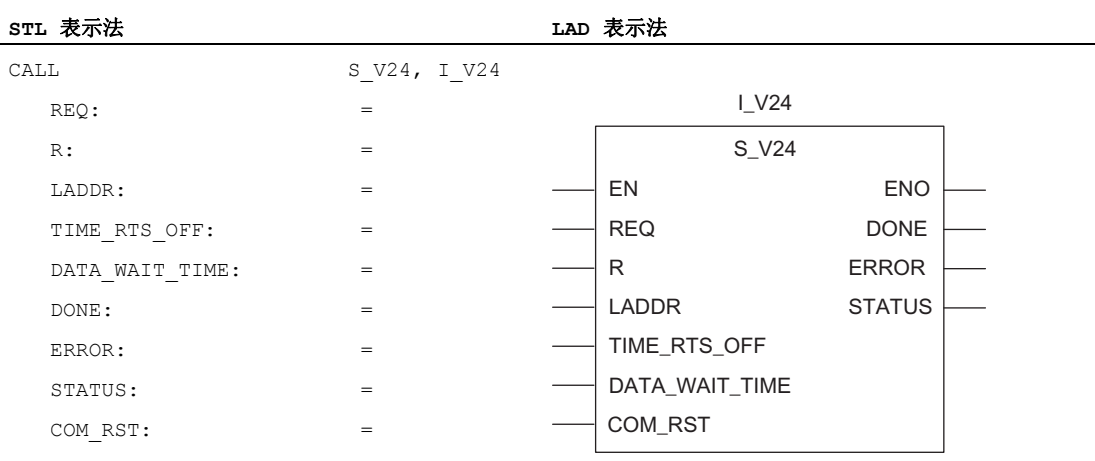 STL 表示法 LAD 表示法
CALL S_V24, I_V24
REQ: =
R: =
LADDR: =
TIME_RTS_OFF: =
DATA_WAIT_TIME: =
DONE: =
ERROR: =
STATUS: =
COM_RST: =
I_V24
S_V24
EN ENO
REQ DONE
R ERROR
LADDR STATUS
TIME_RTS_OFF
DATA_WAIT_TIME
COM_RST